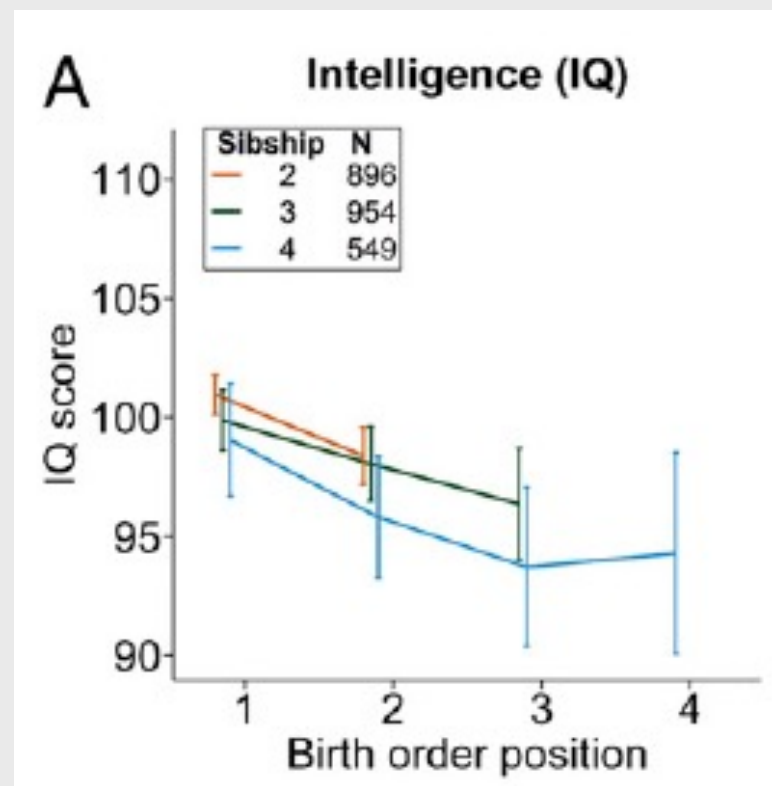 A
Intelligence (IQ)
Sibship N
2 896
3 954
4 549
110
105
100
95
90
IQ score
1 2 3 4
Birth order position